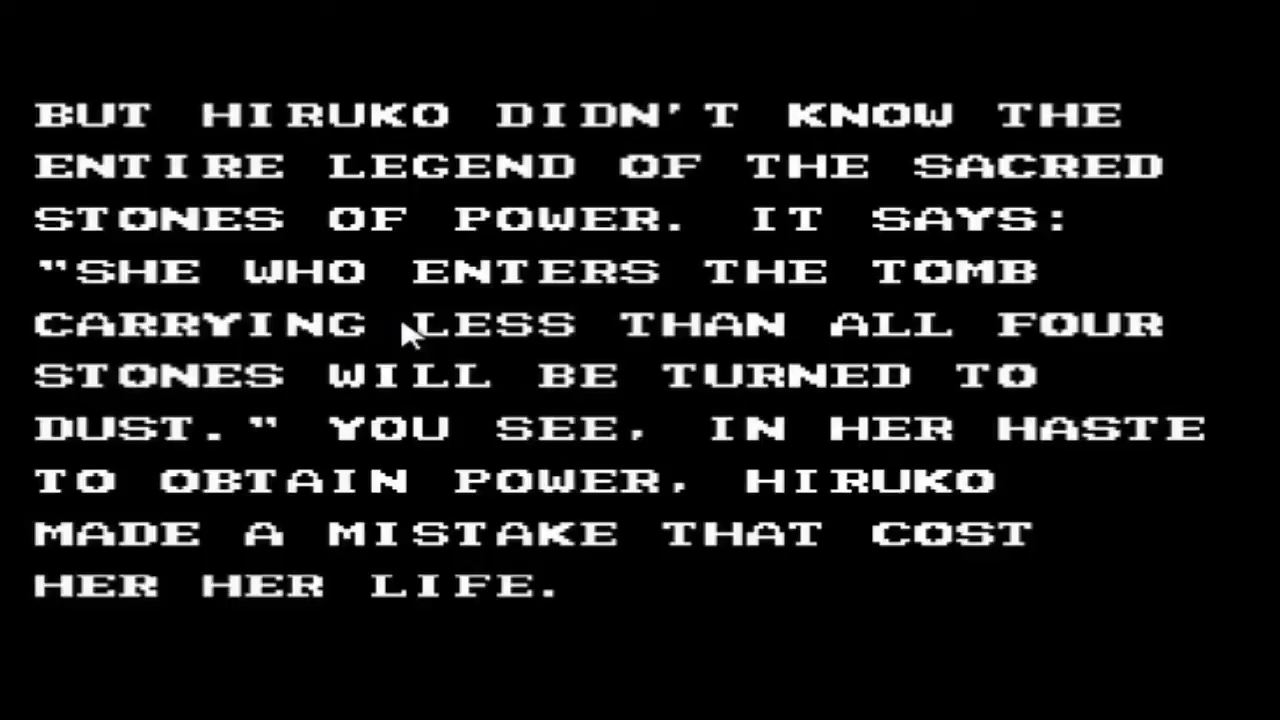 BUT HIRUKO DIDN'T KNOW THE
ENTIRE LEGEND OF THE SACRED
STONES OF POWER. IT SAYS:
"SHE WHO ENTERS THE TOMB
CARRYING LESS THAN ALL FOUR
STONES WILL BE TURNED TO
DUST." YOU SEE, IN HER HASTE
TO OBTAIN POWER, HIRUKO
MADE A MISTAKE THAT COST
HER HER LIFE.